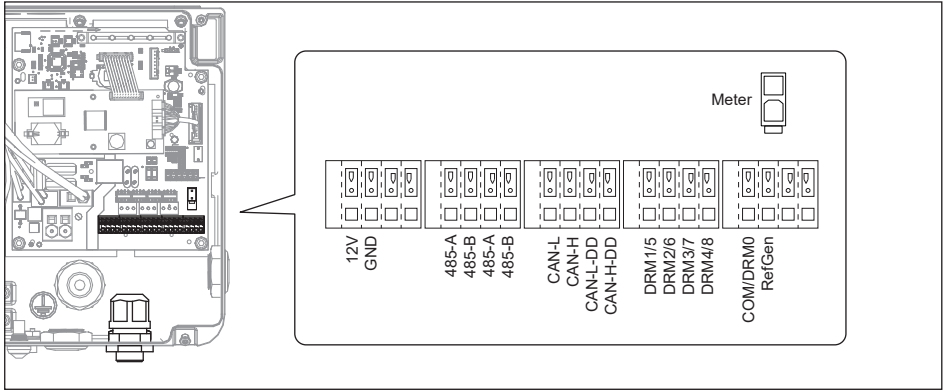 Meter
12V
GND
485-A
485-B
485-A
485-B
CAN-L
CAN-H
CAN-L-DD
CAN-H-DD
DRM1/5
DRM2/6
DRM3/7
DRM4/8
COM/DRM0
RefGen